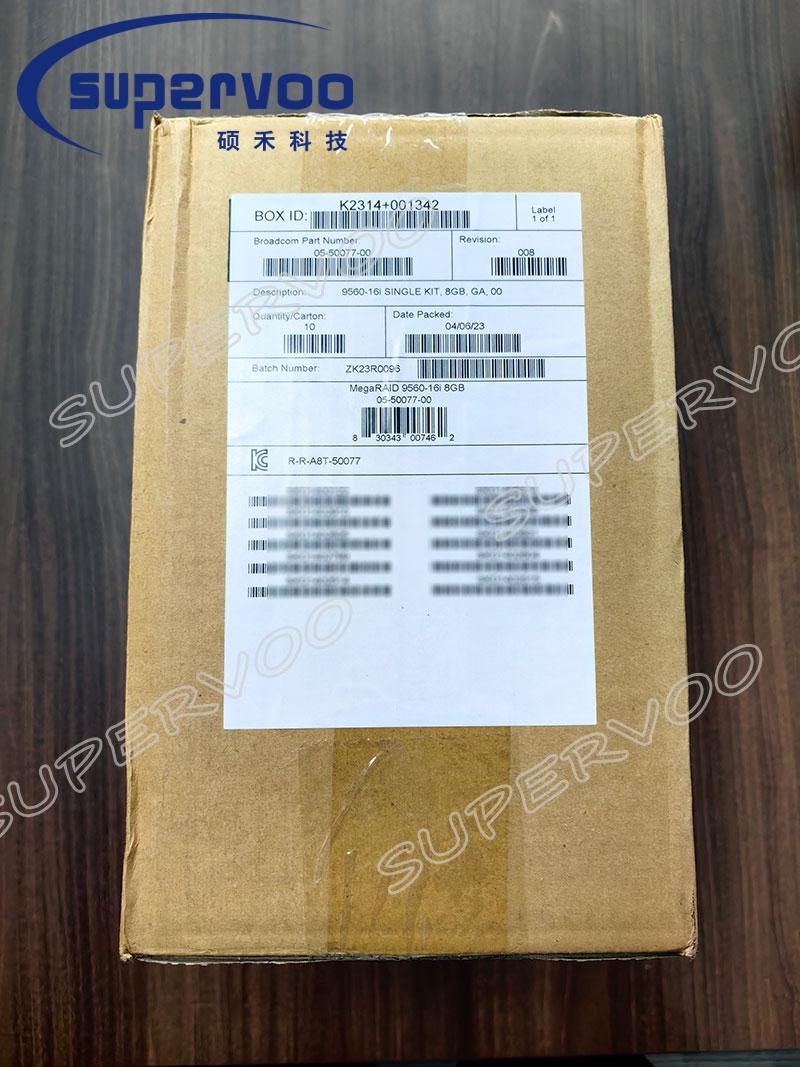 supervoo
硕禾科技
K2314+001342
BOX ID:
Label
1 of 1
Broadcom Part Number:
05-50077-00
Revision:
008
Description: 9560-16i SINGLE KIT, 8GB, GA, 00
Quantity/Carton:
10
Date Packed:
04/06/23
Batch Number: ZK23R0096
MegaRAID 9560-16i 8GB
05-50077-00
8 30343 00746 2
R-R-A8T-50077
SUPERVOO
SUPERVOO
SUPERVOO
SUPERVOO